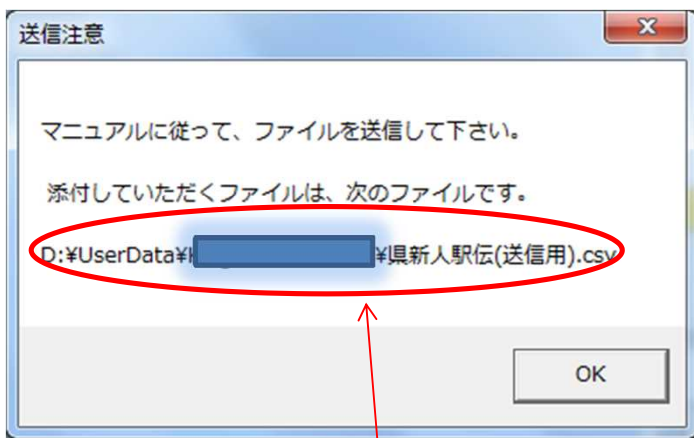 送信注意
マニュアルに従って、ファイルを送信して下さい。
添付していただくファイルは、次のファイルです。
D:¥UserData¥ ¥県新人駅伝(送信用).csv
OK